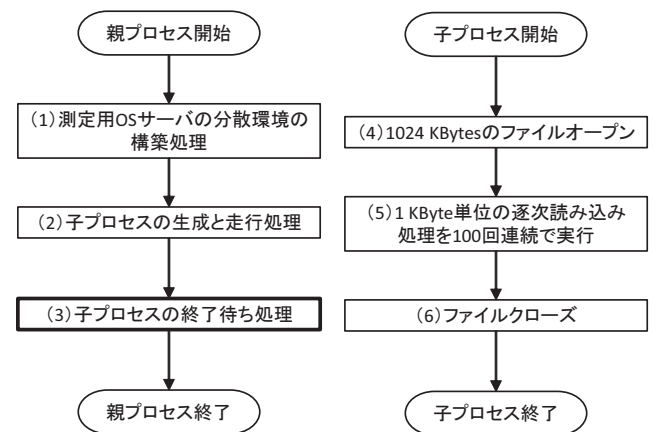 親プロセス開始
(1)測定用OSサーバの分散環境の
構築処理
(2)子プロセスの生成と走行処理
(3)子プロセスの終了待ち処理
親プロセス終了
子プロセス開始
(4)1024 KBytesのファイルオープン
(5)1 KByte単位の逐次読み込み
処理を100回連続で実行
(6)ファイルクローズ
子プロセス終了